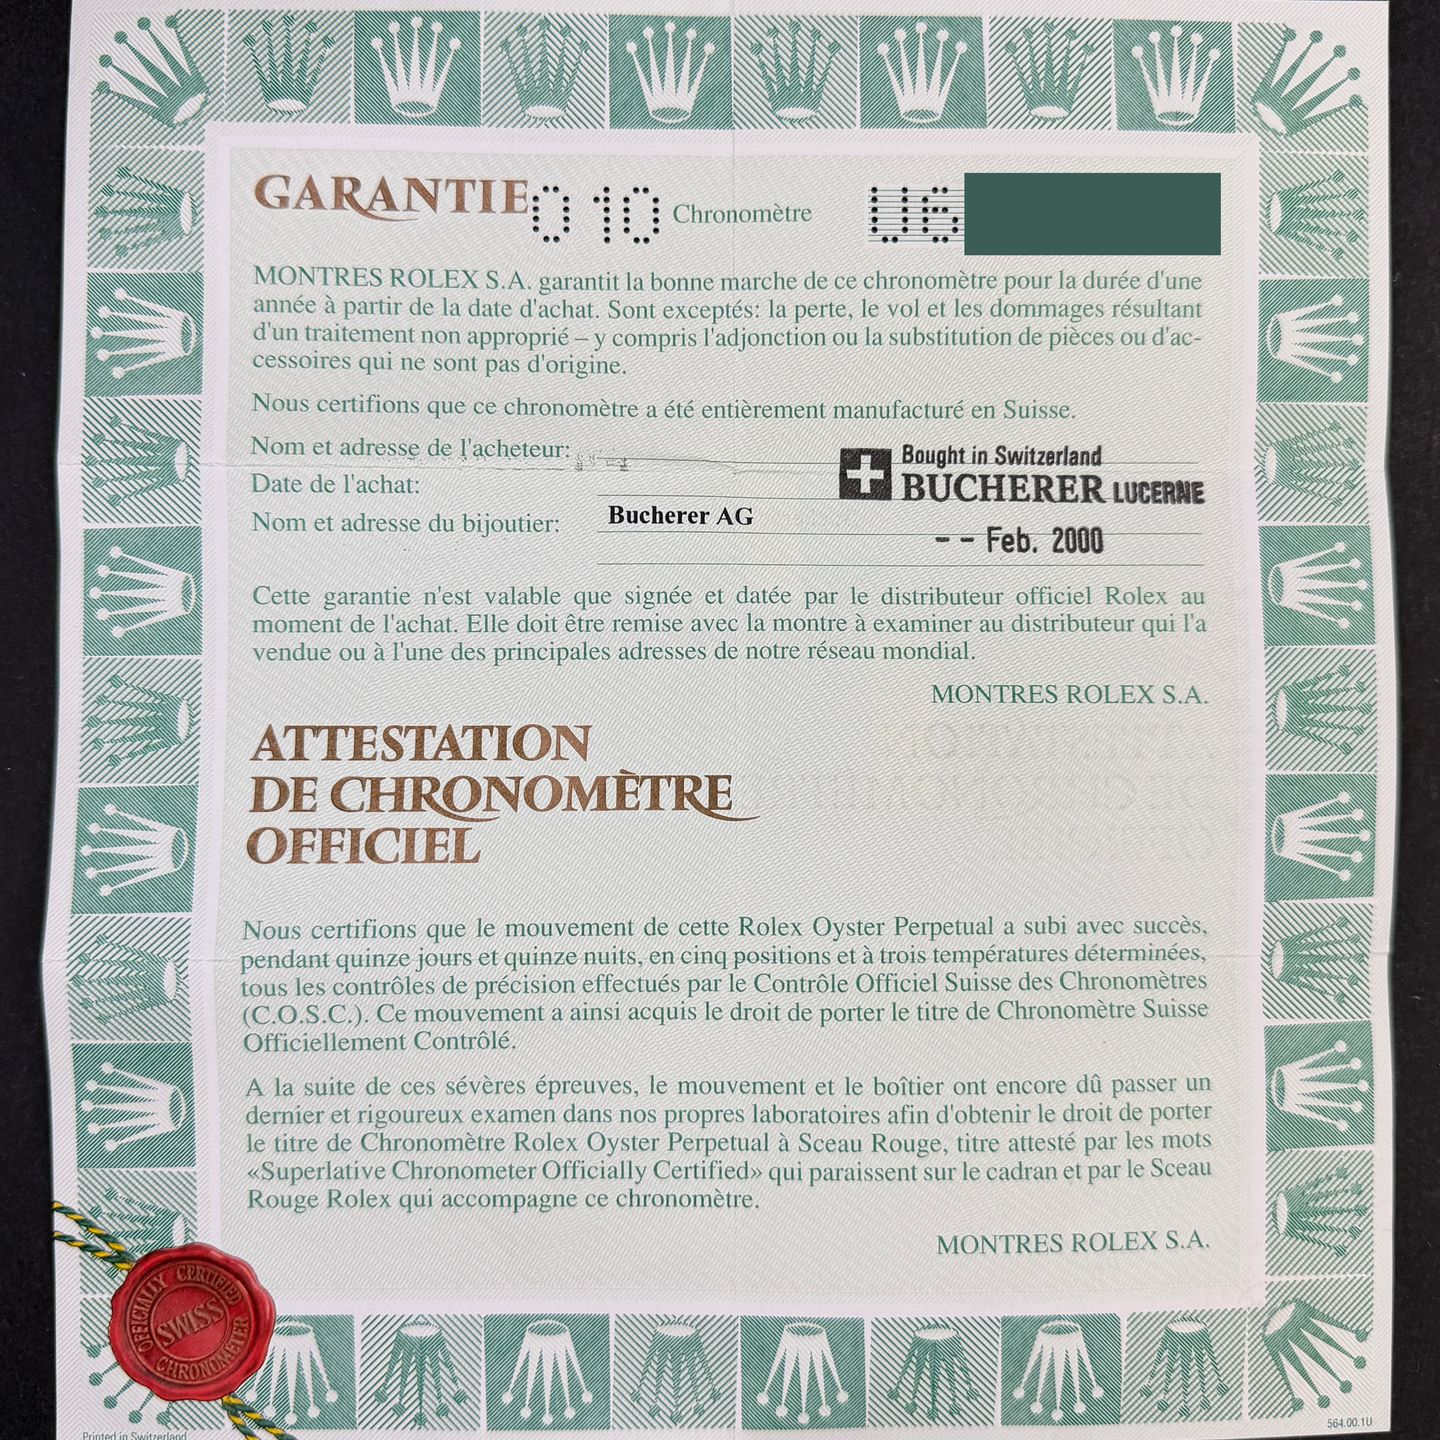 GARANTIE 010 Chronomètre U6
MONTRES ROLEX S.A. garantit la bonne marche de ce chronomètre pour la durée d'une
année à partir de la date d'achat. Sont exceptés: la perte, le vol et les dommages résultant
d'un traitement non approprié – y compris l'adjonction ou la substitution de pièces ou d'ac-
cessoires qui ne sont pas d'origine.
Nous certifions que ce chronomètre a été entièrement manufacturé en Suisse.
Nom et adresse de l'acheteur:
Bought in Switzerland
BUCHERER LUCERNE
Date de l'achat:
Nom et adresse du bijoutier: Bucherer AG
-- Feb. 2000
Cette garantie n'est valable que signée et datée par le distributeur officiel Rolex au
moment de l'achat. Elle doit être remise avec la montre à examiner au distributeur qui l'a
vendue ou à l'une des principales adresses de notre réseau mondial.
MONTRES ROLEX S.A.
ATTESTATION
DE CHRONOMÈTRE
OFFICIEL
Nous certifions que le mouvement de cette Rolex Oyster Perpetual a subi avec succès,
pendant quinze jours et quinze nuits, en cinq positions et à trois températures déterminées,
tous les contrôles de précision effectués par le Contrôle Officiel Suisse des Chronomètres
(C.O.S.C.). Ce mouvement a ainsi acquis le droit de porter le titre de Chronomètre Suisse
Officiellement Contrôlé.
A la suite de ces sévères épreuves, le mouvement et le boîtier ont encore dû passer un
dernier et rigoureux examen dans nos propres laboratoires afin d'obtenir le droit de porter
le titre de Chronomètre Rolex Oyster Perpetual à Sceau Rouge, titre attesté par les mots
«Superlative Chronometer Officially Certified» qui paraissent sur le cadran et par le Sceau
Rouge Rolex qui accompagne ce chronomètre.
MONTRES ROLEX S.A.
OFFICIALLY CERTIFIED
SWISS
CHRONOMETER
564.00.1U
Printed in Switzerland